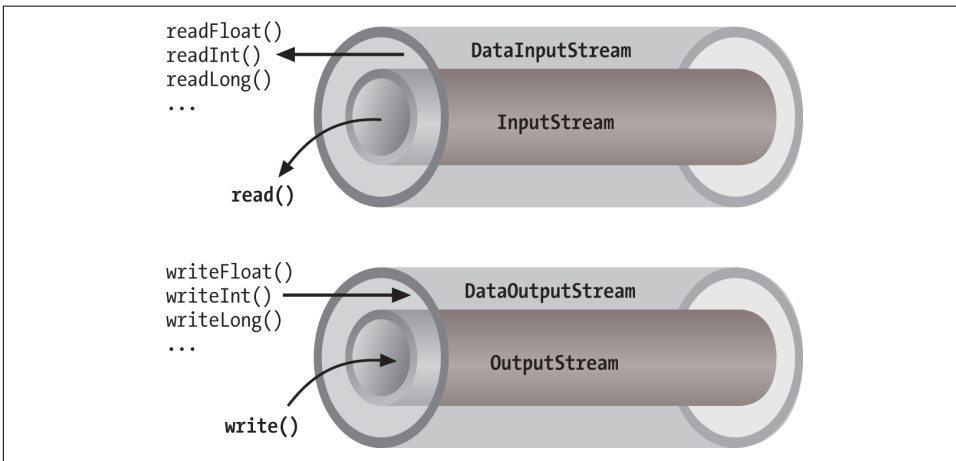 readFloat()
readInt()
readLong()
...
DataInputStream
InputStream
read()
writeFloat()
writeInt()
writeLong()
...
DataOutputStream
OutputStream
write()